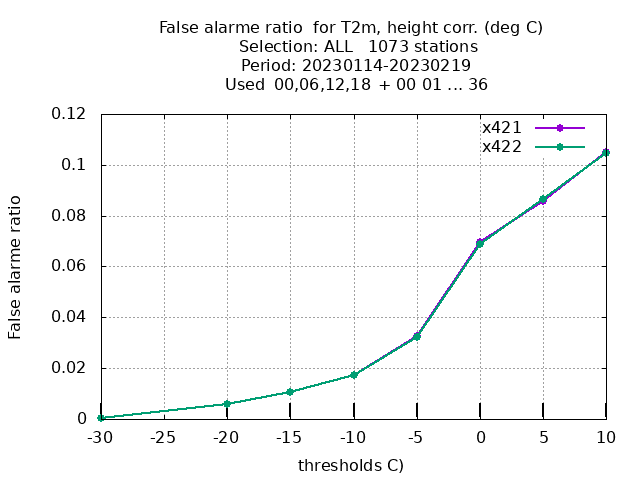 False alarme ratio  for T2m, height corr. (deg C)
Selection: ALL   1073 stations
Period: 20230114-20230219
Used  00,06,12,18  + 00 01 ... 36
x421
x422
0.12
0.1
0.08
0.06
0.04
0.02
0
False alarme ratio
-30 -25 -20 -15 -10 -5 0 5 10
thresholds C)